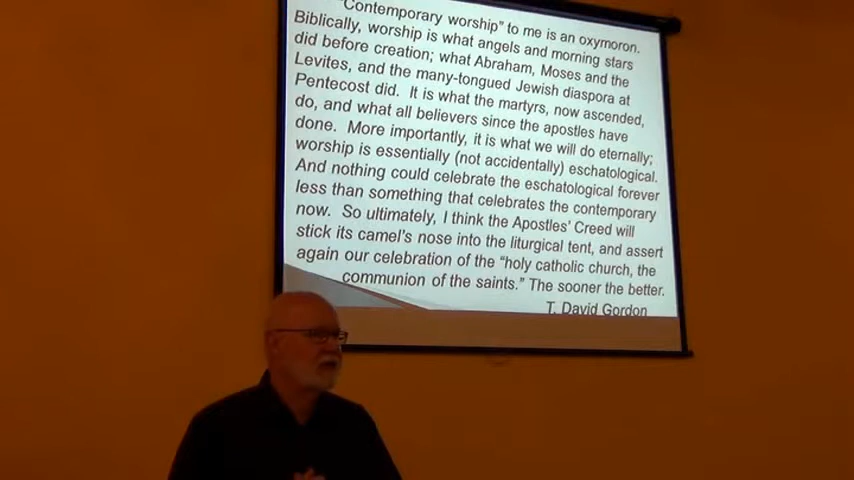 "Contemporary worship" to me is an oxymoron.
Biblically, worship is what angels and morning stars
did before creation; what Abraham, Moses and the
Levites, and the many-tongued Jewish diaspora at
Pentecost did. It is what the martyrs, now ascended,
do, and what all believers since the apostles have
done. More importantly, it is what we will do eternally;
worship is essentially (not accidentally) eschatological.
And nothing could celebrate the eschatological forever
less than something that celebrates the contemporary
now. So ultimately, I think the Apostles' Creed will
stick its camel's nose into the liturgical tent, and assert
again our celebration of the "holy catholic church, the
communion of the saints." The sooner the better.
T. David Gordon